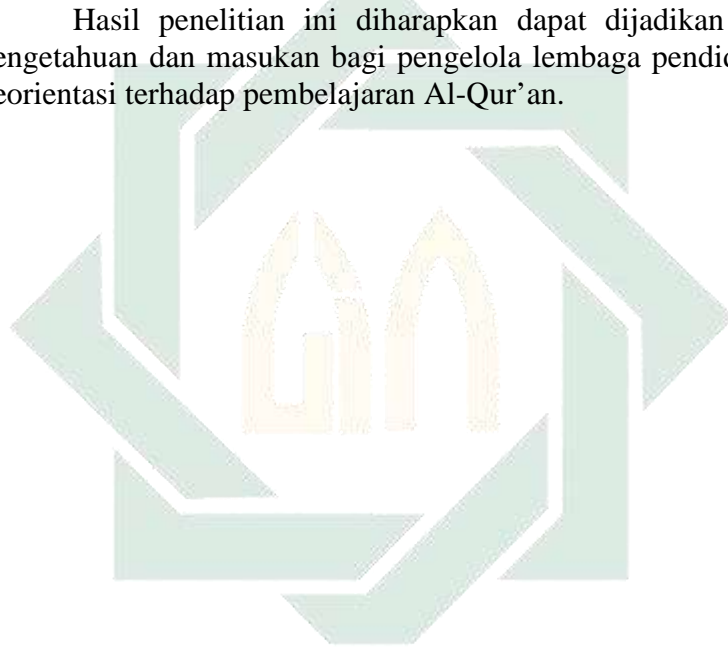 Hasil penelitian ini diharapkan dapat dijadikan
engetahuan dan masukan bagi pengelola lembaga pendid
eorientasi terhadap pembelajaran Al-Qur’an.